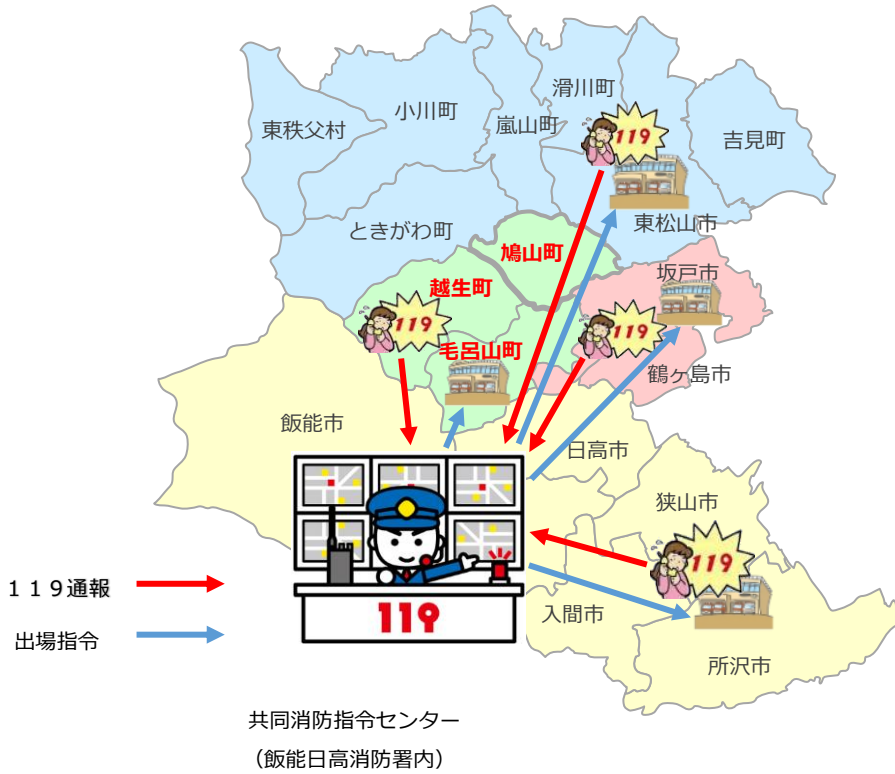 滑川町
小川町
東秩父村
嵐山町
吉見町
119
ときがわ町
東松山市
鳩山町
坂戸市
越生町
119
119
毛呂山町
鶴ヶ島市
飯能市
日高市
狭山市
119
１１９通報
119
入間市
出場指令
所沢市
共同消防指令センター
（飯能日高消防署内）